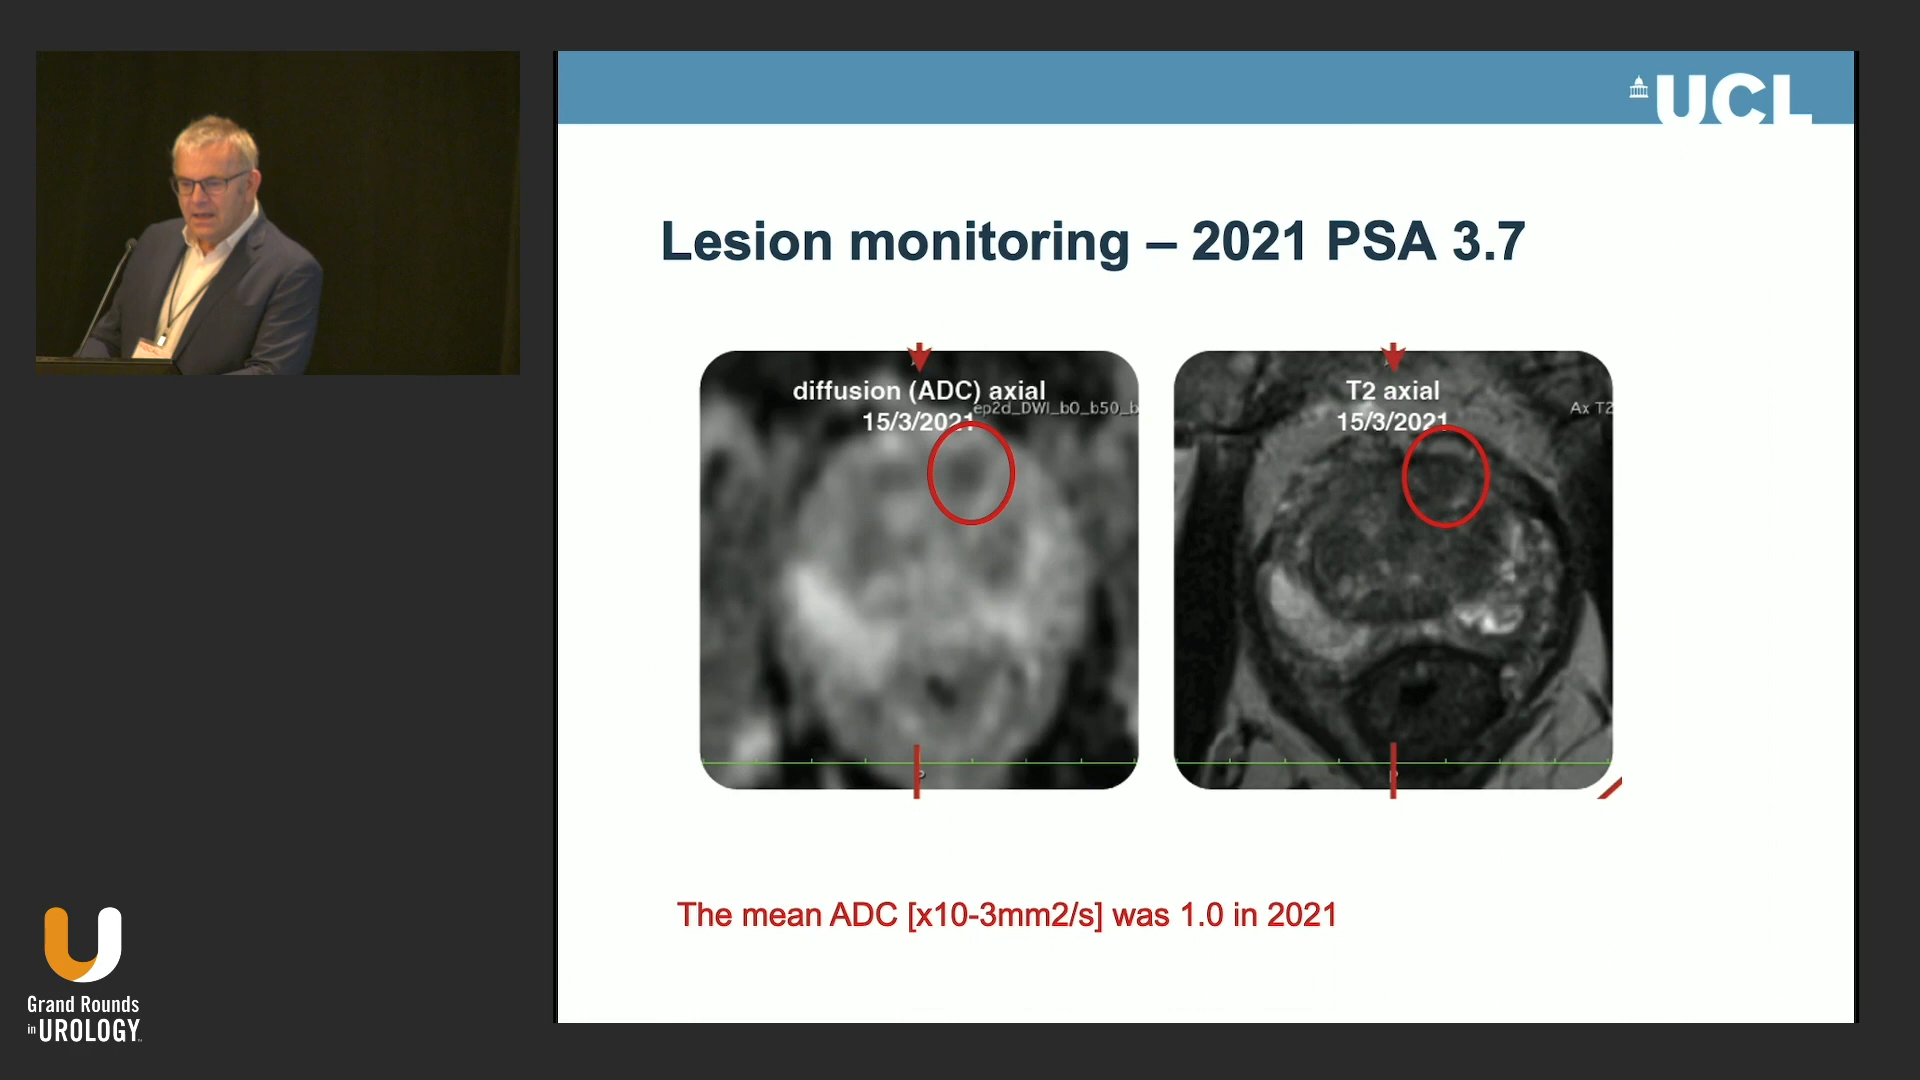 UCL
Lesion monitoring – 2021 PSA 3.7
diffusion (ADC) axial
15/3/2021
ep2d_DWI_b0_b50_b
T2 axial
15/3/2021
Ax T2
P
The mean ADC [x10-3mm2/s] was 1.0 in 2021
U
Grand Rounds
in UROLOGY